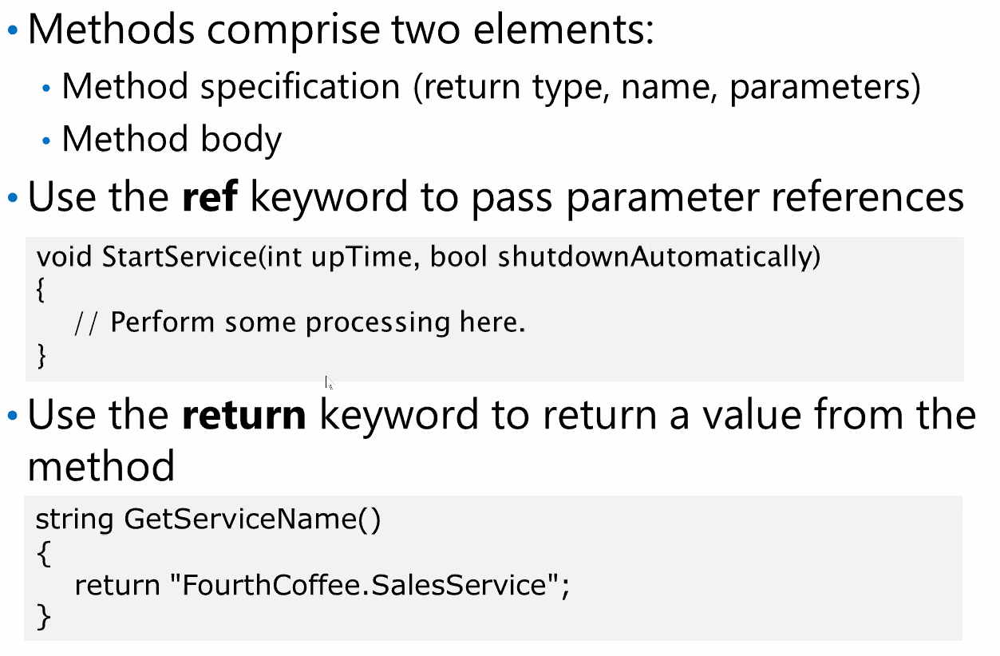 • Methods comprise two elements:
• Method specification (return type, name, parameters)
• Method body
• Use the ref keyword to pass parameter references
void StartService(int upTime, bool shutdownAutomatically)
{
// Perform some processing here.
}
• Use the return keyword to return a value from the
method
string GetServiceName()
{
return "FourthCoffee.SalesService";
}